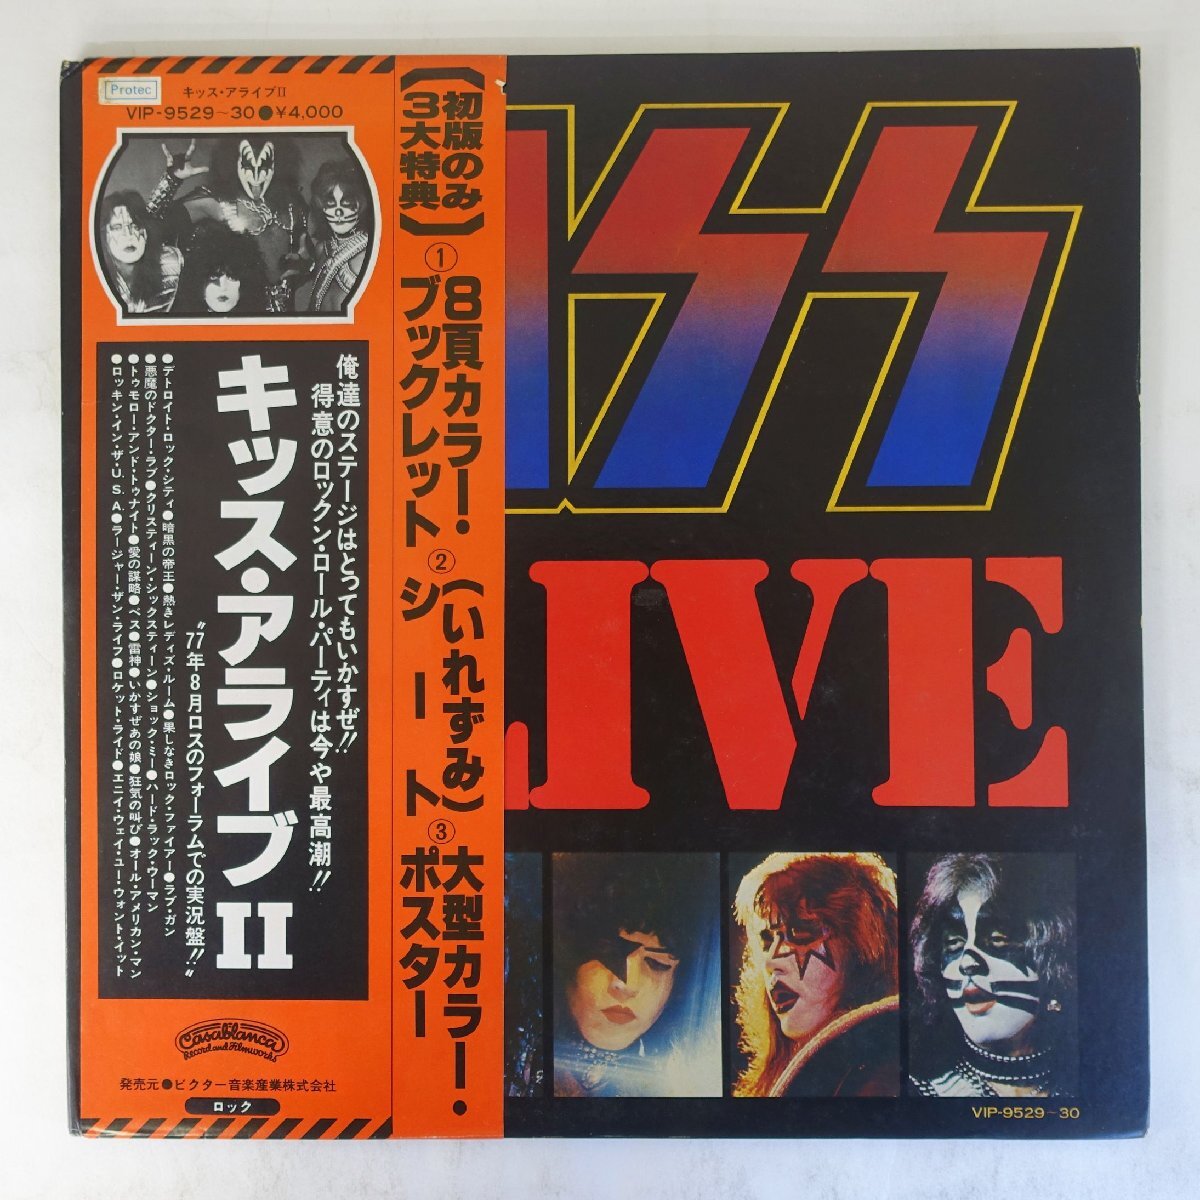 Protec
キッス・アライブII
VIP-9529~30●¥4,000
俺達のステージはとってもいかすぜ!!
得意のロックン・ロール・パーティは今や最高潮!!
キッス・アライブII
"77年8月ロスのフォーラムでの実況盤!!"
●デトロイト・ロック・シティ●暗黒の帝王●熱きレディズ・ルーム●果しなきロック・ファイアー●ラブ・ガン
●悪魔のドクター・ラブ●クリスティーン・シックスティーン●ショック・ミー●ハード・ラック・ウーマン
●トゥモロー・アンド・トゥナイト●愛の謀略●ベス●雷神●いかすぜあの娘●狂気の叫び●オール・アメリカン・マン
●ロッキン・イン・ザ・U.S.A.●ラージャー・ザン・ライフ●ロケット・ライド●エニイ・ウェイ・ユー・ウォント・イット
Casablanca
Record and Filmworks
発売元●ビクター音楽産業株式会社
ロック
【初版のみ3大特典】
①8頁カラー・ブックレット
②(いれずみ)シート
③大型カラー・ポスター
SS
LIVE
VIP-9529~30